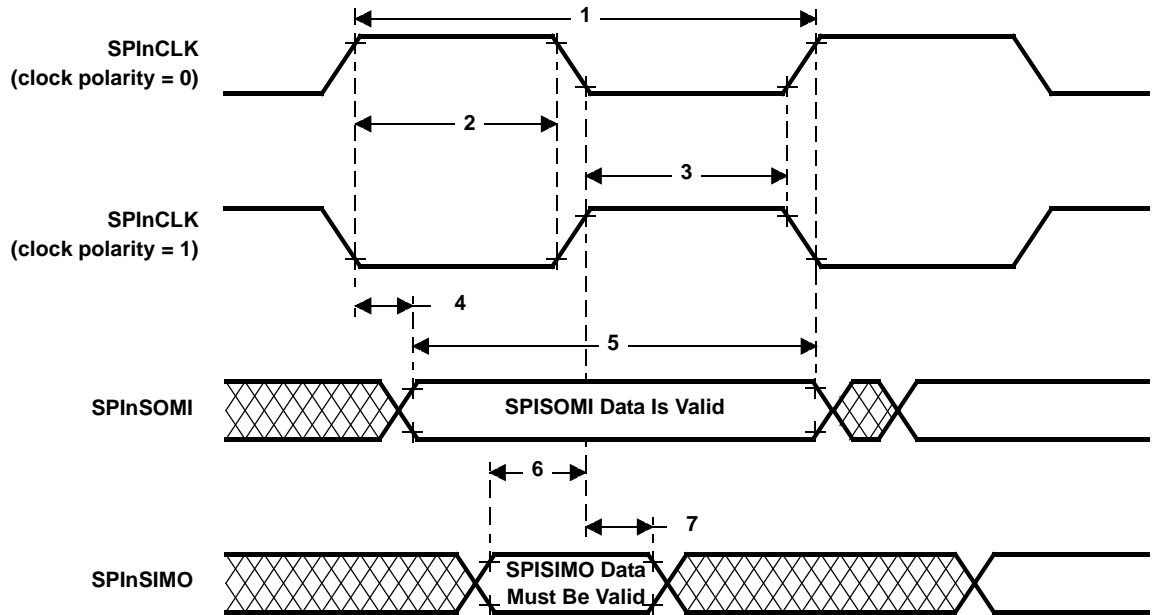 1
SPInCLK
(clock polarity = 0)
2
3
SPInCLK
(clock polarity = 1)
4
5
SPInSOMI
SPISOMI Data Is Valid
6
7
SPInSIMO
SPISIMO Data
Must Be Valid